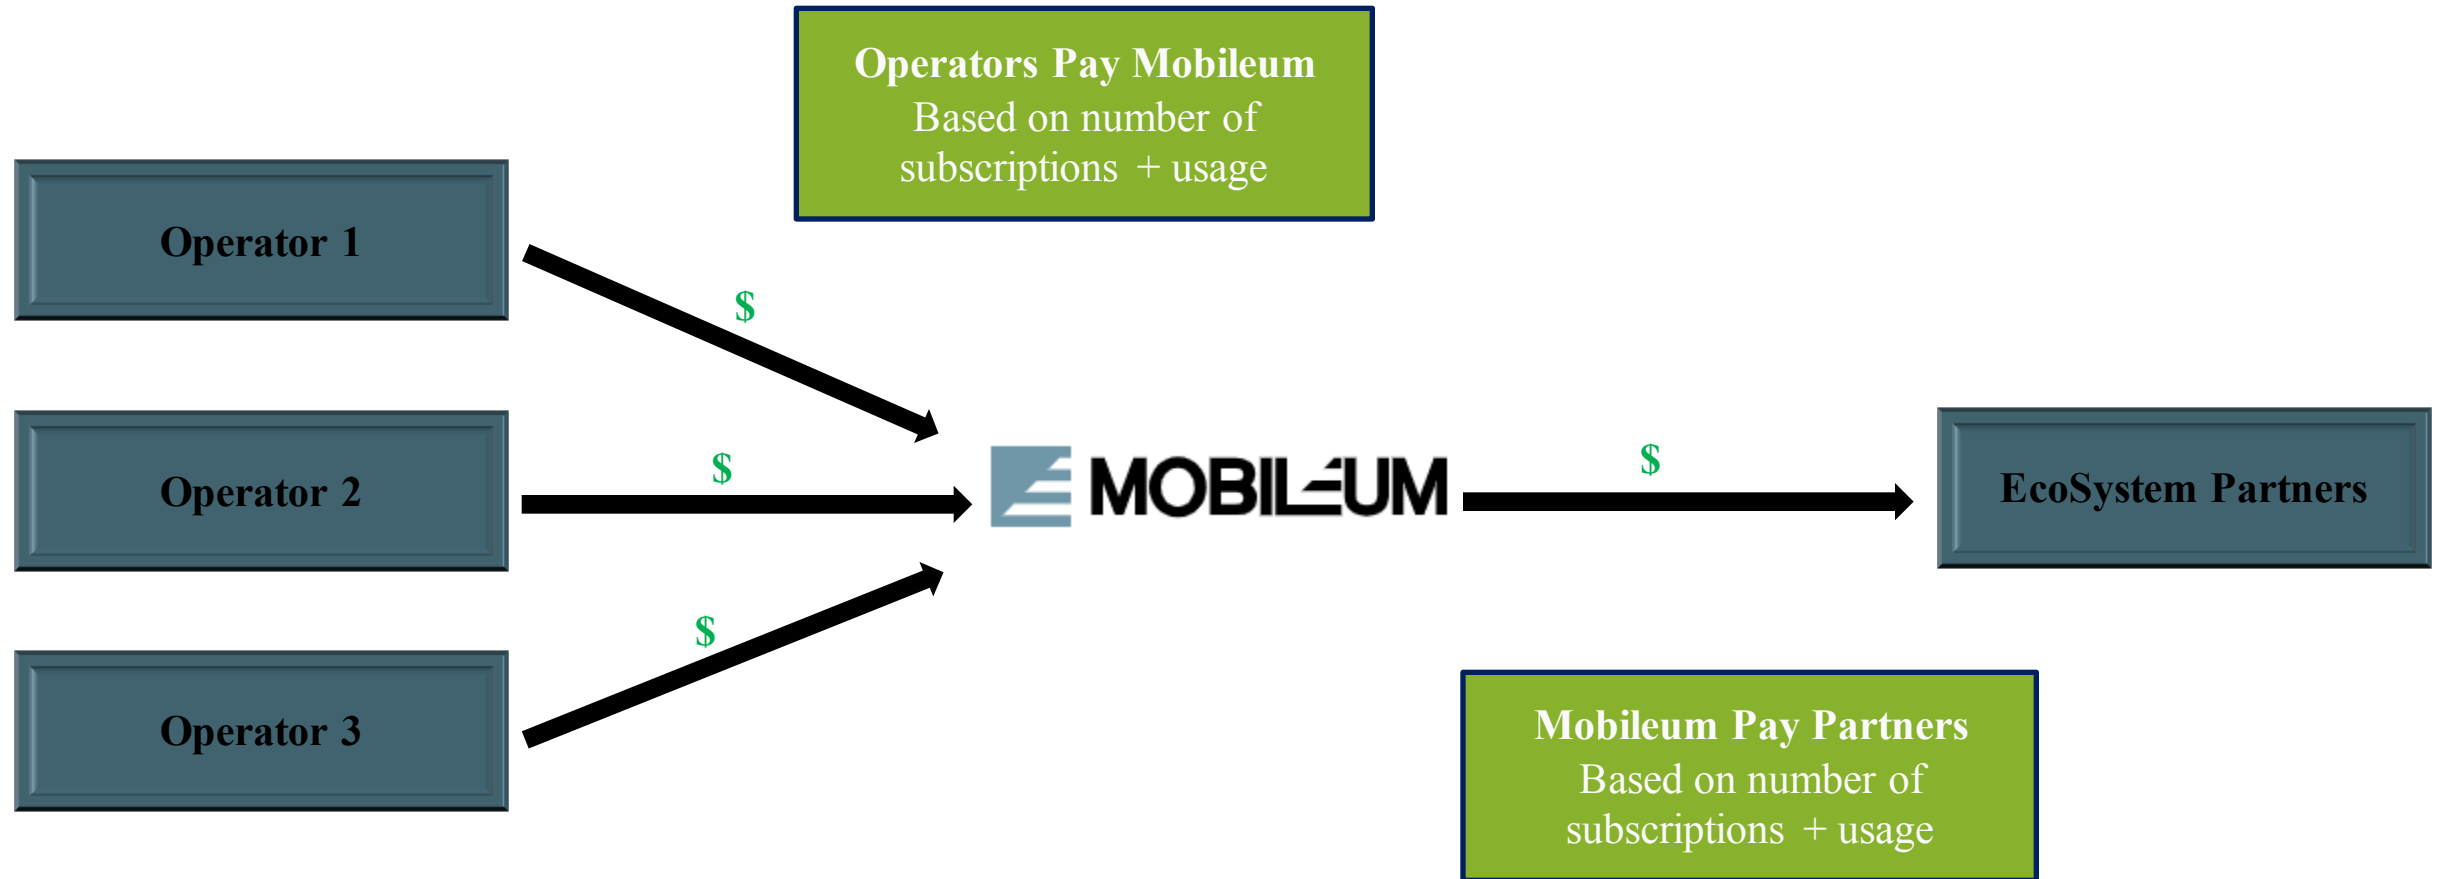 Operators Pay Mobileum
Based on number of
subscriptions + usage
Operator 1
$
Operator 2
$
MOBILEUM
$
EcoSystem Partners
$
Operator 3
Mobileum Pay Partners
Based on number of
subscriptions + usage